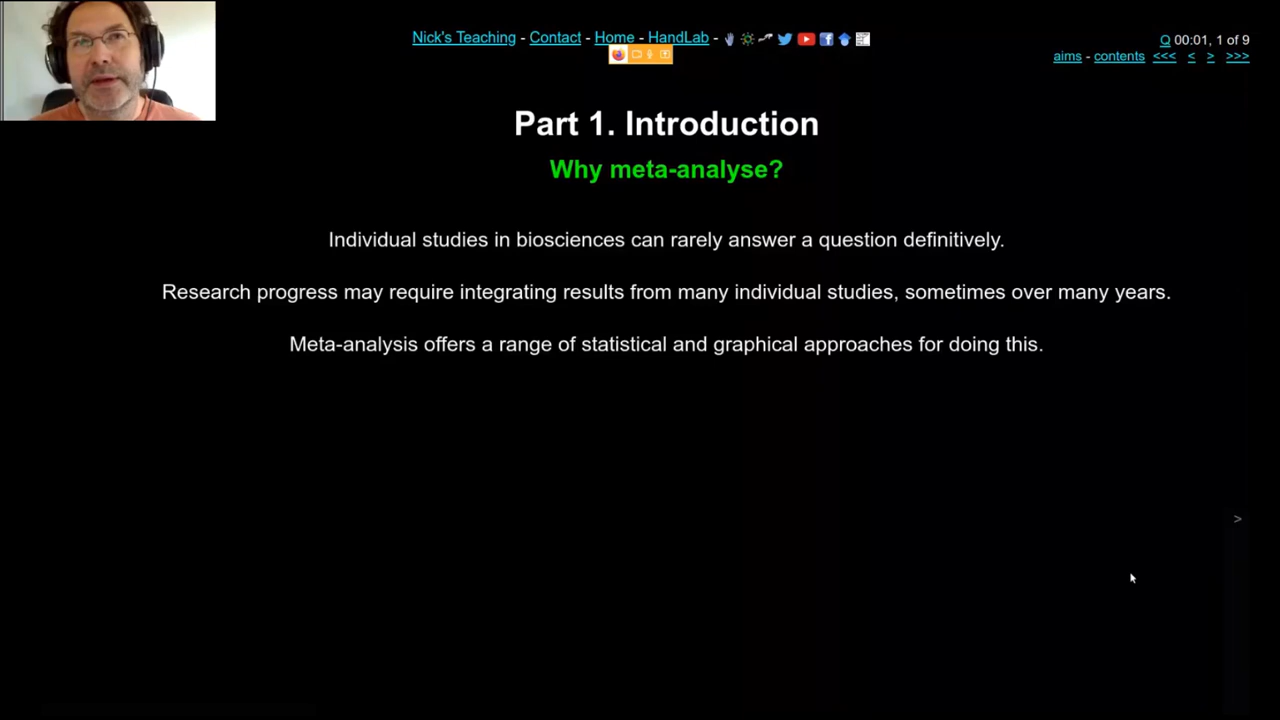 Nick's Teaching - Contact - Home - HandLab -
Q 00:01, 1 of 9
aims - contents <<< < > >>>
Part 1. Introduction
Why meta-analyse?
Individual studies in biosciences can rarely answer a question definitively.
Research progress may require integrating results from many individual studies, sometimes over many years.
Meta-analysis offers a range of statistical and graphical approaches for doing this.
>